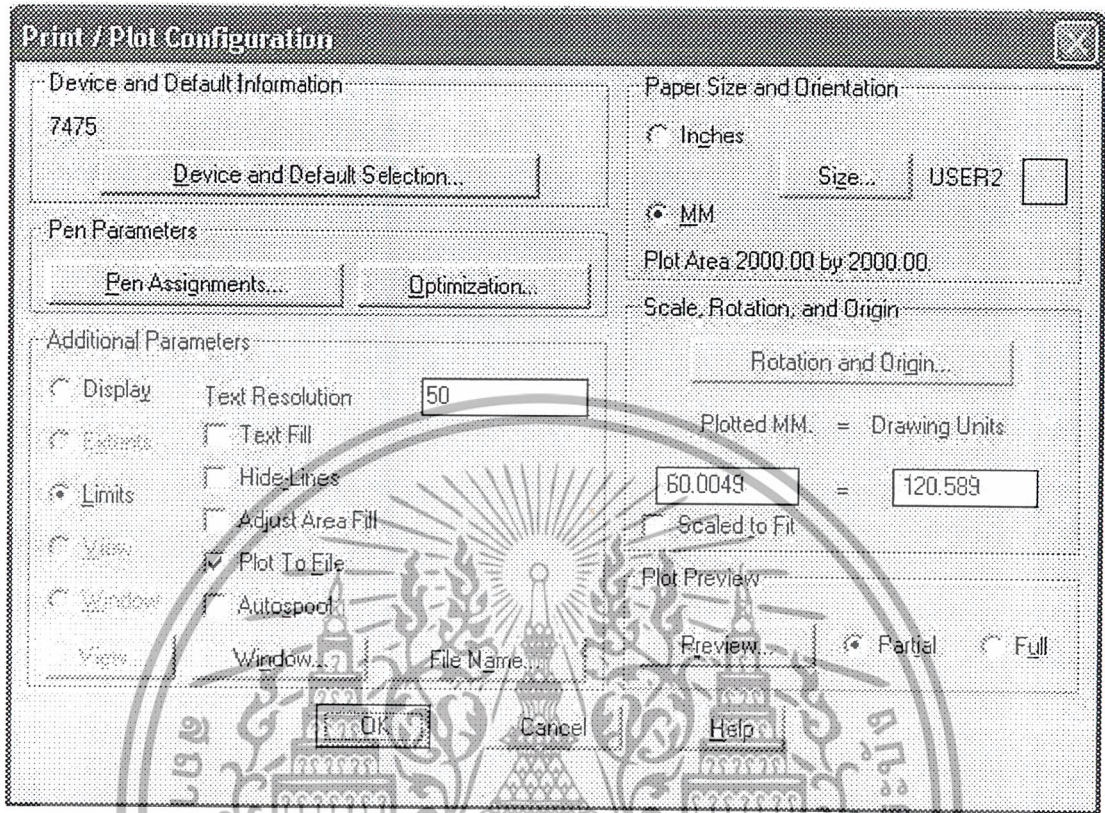 Print / Plot Configuration
Device and Default Information
7475
Device and Default Selection...
Pen Parameters
Pen Assignments...
Optimization...
Additional Parameters
Display
Extents
Limits
View
Window
View...
Text Resolution
50
Text Fill
Hide-Lines
Adjust Area Fill
Plot To File
Autospool
Window...
File Name...
Paper Size and Orientation
Inches
Size...
USER2
MM
Plot Area 2000.00 by 2000.00.
Scale, Rotation, and Origin
Rotation and Origin...
Plotted MM. = Drawing Units
60.0049 = 120.589
Scaled to Fit
Plot Preview
Preview...
Partial
Full
OK
Cancel
Help